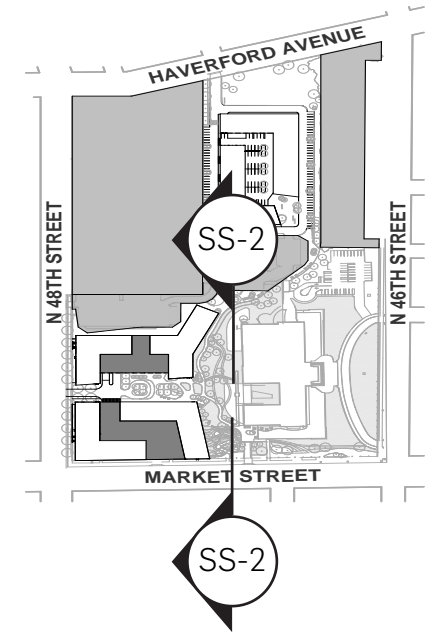 HAVERFORD AVENUE
N 48TH STREET
N 46TH STREET
SS-2
MARKET STREET
SS-2